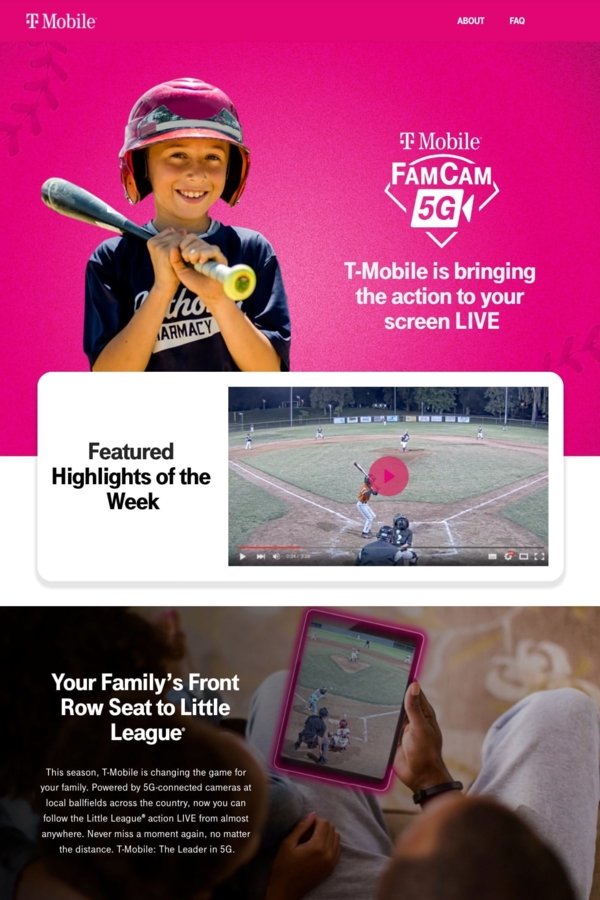 T Mobile
ABOUT
FAQ
T Mobile
FAMCAM
5G
T-Mobile is bringing
the action to your
screen LIVE
PHARMACY
Featured
Highlights of the
Week
Your Family's Front
Row Seat to Little
League®
This season, T-Mobile is changing the game for
your family. Powered by 5G-connected cameras at
local ballfields across the country, now you can
follow the Little League® action LIVE from almost
anywhere. Never miss a moment again, no matter
the distance. T-Mobile: The Leader in 5G.